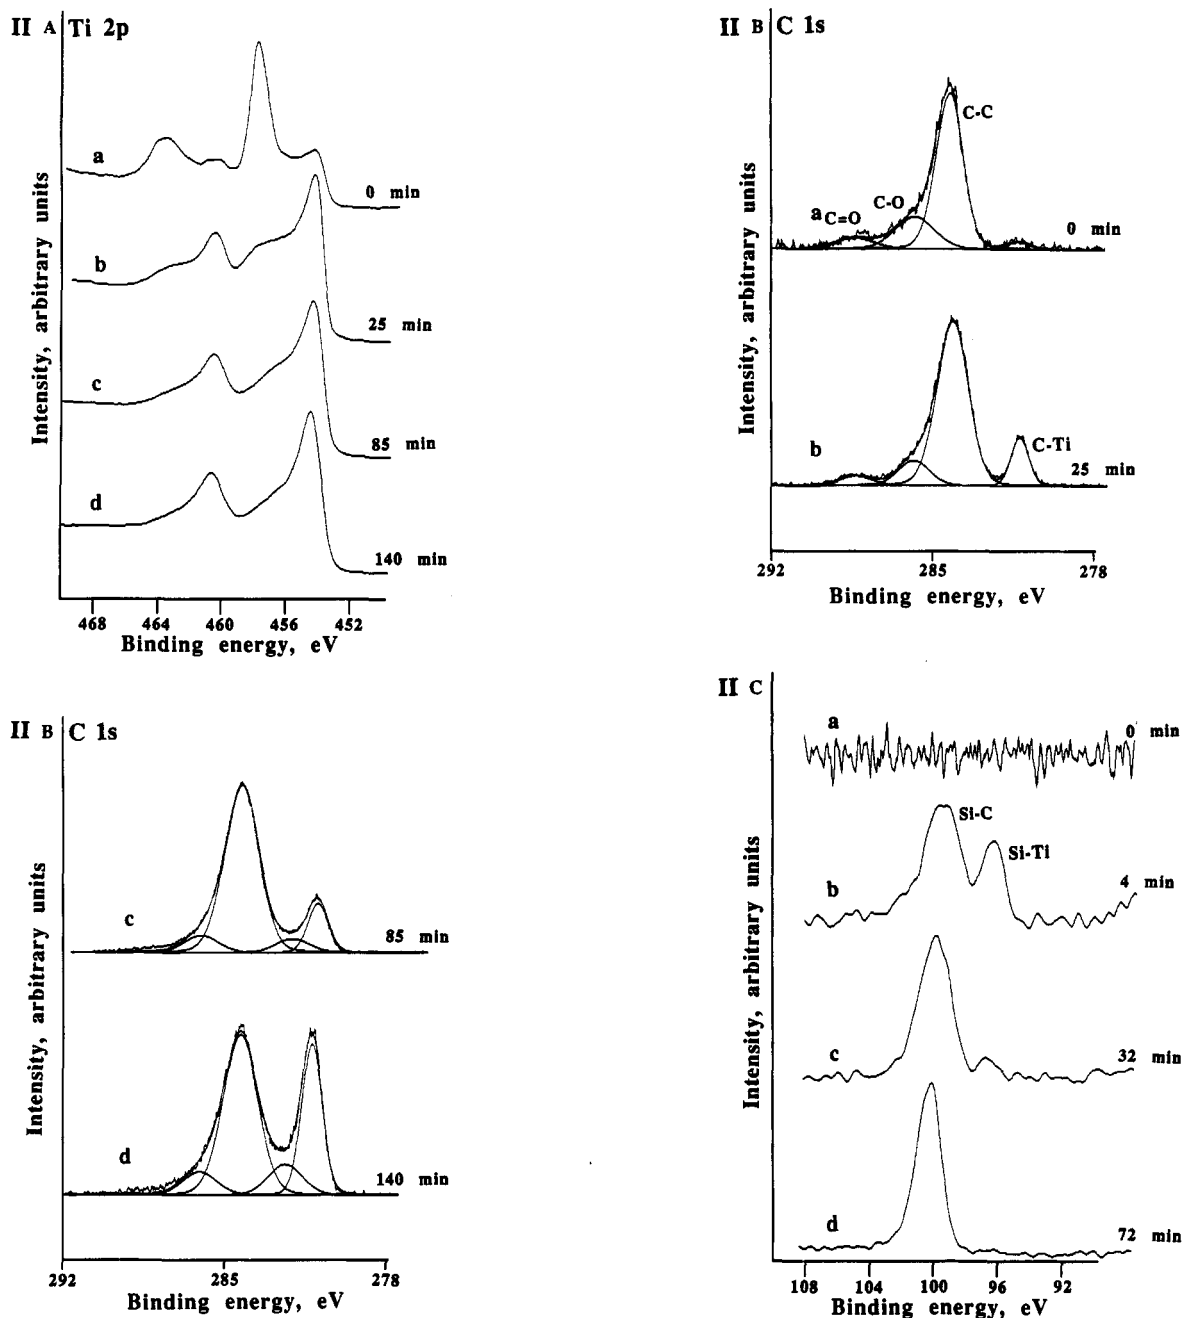 II A Ti 2p
Intensity, arbitrary units
a
0 min
b
25 min
c
85 min
d
140 min
468 464 460 456 452
Binding energy, eV
II B C 1s
Intensity, arbitrary units
C-C
C-O
a C=O
0 min
b
C-Ti
25 min
292 285 278
Binding energy, eV
II B C 1s
Intensity, arbitrary units
c
85 min
d
140 min
292 285 278
Binding energy, eV
II C
Intensity, arbitrary units
a
0 min
Si-C
Si-Ti
b
4 min
c
32 min
d
72 min
108 104 100 96 92
Binding energy, eV